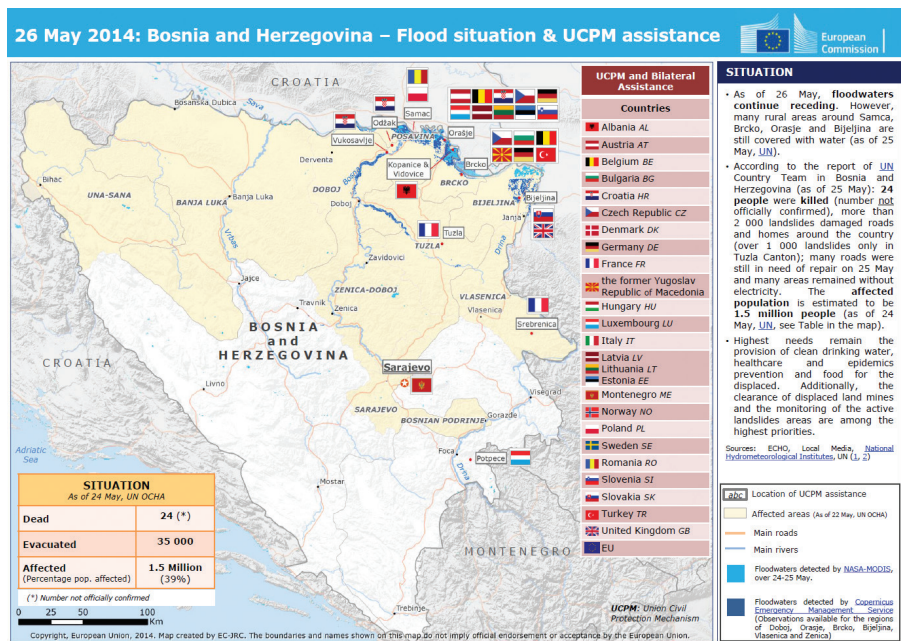 26 May 2014: Bosnia and Herzegovina – Flood situation & UCPM assistance
European
Commission
CROATIA
Bosanska Dubica
Sava
Samac
Odžak
POSAVINA
Orašje
Vukosavlje
Kopanice &
Vidovice
Brcko
BRCKO
Derventa
Bosna
Bihac
UNA-SANA
BANJA LUKA
Banja Luka
DOBOJ
Doboj
BIJELJINA
Bijeljina
Janja
Drina
Tuzla
TUZLA
Vrbas
Zavidovici
Jajce
ZENICA-DOBOJ
VLASENICA
Vlasenica
Travnik
Zenica
Srebrenica
BOSNIA
and
HERZEGOVINA
CROATIA
Sarajevo
Livno
Visegrad
SARAJEVO
BOSNIAN PODRINJE
Gorazde
Foca
Potpece
Drina
Adriatic
Sea
Mostar
MONTENEGRO
Trebinje
SITUATION
As of 24 May, UN OCHA
Dead 24 (*)
Evacuated 35 000
Affected 1.5 Million
(Percentage pop. affected) (39%)
(*) Number not officially confirmed
0 25 50 100
Km
UCPM: Union Civil
Protection Mechanism
Copyright, European Union, 2014. Map created by EC-JRC. The boundaries and names shown on this map do not imply official endorsement or acceptance by the European Union.
UCPM and Bilateral
Assistance
Countries
Albania AL
Austria AT
Belgium BE
Bulgaria BG
Croatia HR
Czech Republic CZ
Denmark DK
Germany DE
France FR
the former Yugoslav
Republic of Macedonia
Hungary HU
Luxembourg LU
Italy IT
Latvia LV
Lithuania LT
Estonia EE
Montenegro ME
Norway NO
Poland PL
Sweden SE
Romania RO
Slovenia SI
Slovakia SK
Turkey TR
United Kingdom GB
EU
SITUATION
• As of 26 May, floodwaters
continue receding. However,
many rural areas around Samca,
Brcko, Orasje and Bijeljina are
still covered with water (as of 25
May, UN).
• According to the report of UN
Country Team in Bosnia and
Herzegovina (as of 25 May): 24
people were killed (number not
officially confirmed), more than
2 000 landslides damaged roads
and homes around the country
(over 1 000 landslides only in
Tuzla Canton); many roads were
still in need of repair on 25 May
and many areas remained without
electricity. The affected
population is estimated to be
1.5 million people (as of 24
May, UN, see Table in the map).
• Highest needs remain the
provision of clean drinking water,
healthcare and epidemics
prevention and food for the
displaced. Additionally, the
clearance of displaced land mines
and the monitoring of the active
landslides areas are among the
highest priorities.
Sources: ECHO, Local Media, National
Hydrometeorological Institutes, UN (1, 2)
abc Location of UCPM assistance
Affected areas (As of 22 May, UN OCHA)
Main roads
Main rivers
Floodwaters detected by NASA-MODIS,
over 24-25 May.
Floodwaters detected by Copernicus
Emergency Management Service
(Observations available for the regions
of Doboj, Orasje, Brcko, Bijeljina,
Vlasenica and Zenica)